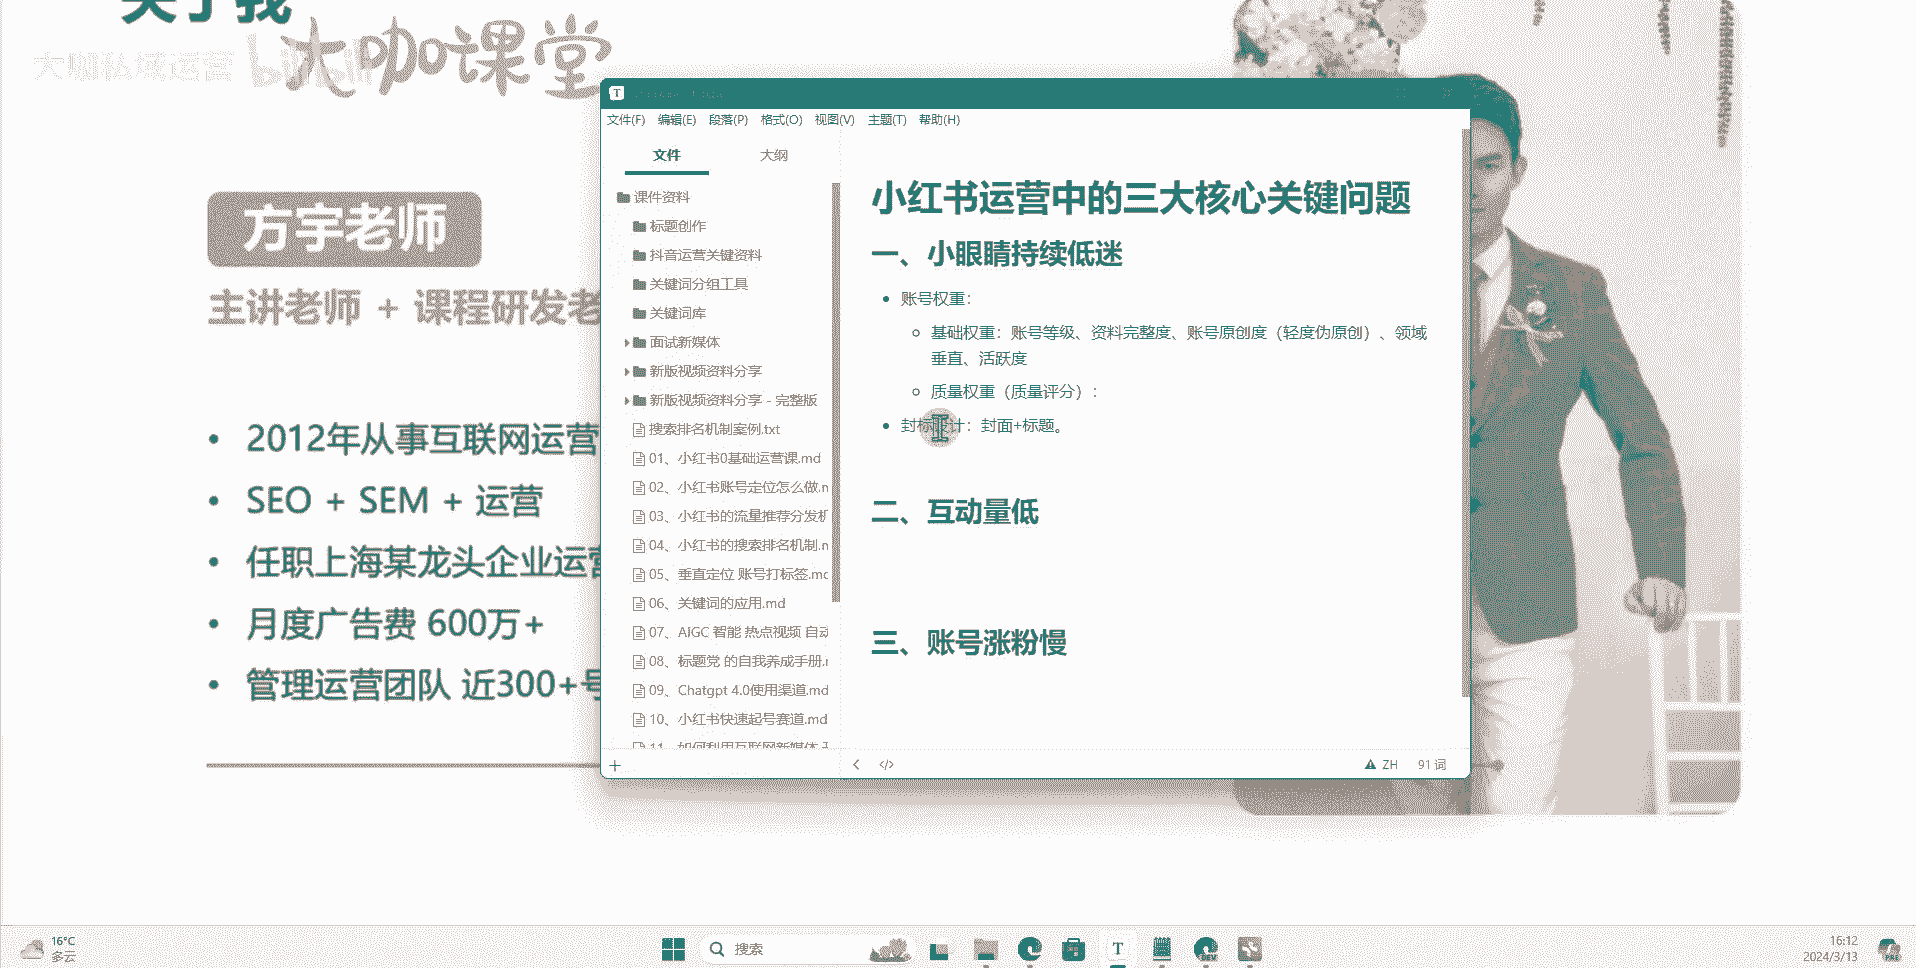 关于我
大咖私域运营 bilibili
大咖课堂
方宇老师
主讲老师 + 课程研发老
2012年从事互联网运营
SEO + SEM + 运营
任职上海某龙头企业运营
月度广告费 600万+
管理运营团队 近300+号
文件(F) 编辑(E) 段落(P) 格式(O) 视图(V) 主题(T) 帮助(H)
文件 大纲
课件资料
标题创作
抖音运营关键资料
关键词分组工具
关键词库
面试新媒体
新版视频资料分享
新版视频资料分享 - 完整版
搜索排名机制案例.txt
01、小红书0基础运营课.md
02、小红书账号定位怎么做.m
03、小红书的流量推荐分发机
04、小红书的搜索排名机制.m
05、垂直定位 账号打标签.md
06、关键词的应用.md
07、AIGC 智能 热点视频 自动
08、标题党 的自我养成手册.m
09、Chatgpt 4.0使用渠道.md
10、小红书快速起号赛道.md
11、如何利用互联网新媒体
小红书运营中的三大核心关键问题
一、小眼睛持续低迷
账号权重：
基础权重：账号等级、资料完整度、账号原创度（轻度伪原创）、领域
垂直、活跃度
质量权重（质量评分）：
封标设计：封面+标题。
二、互动量低
三、账号涨粉慢
ZH 91 词
16°C
多云
搜索
16:12
2024/3/13